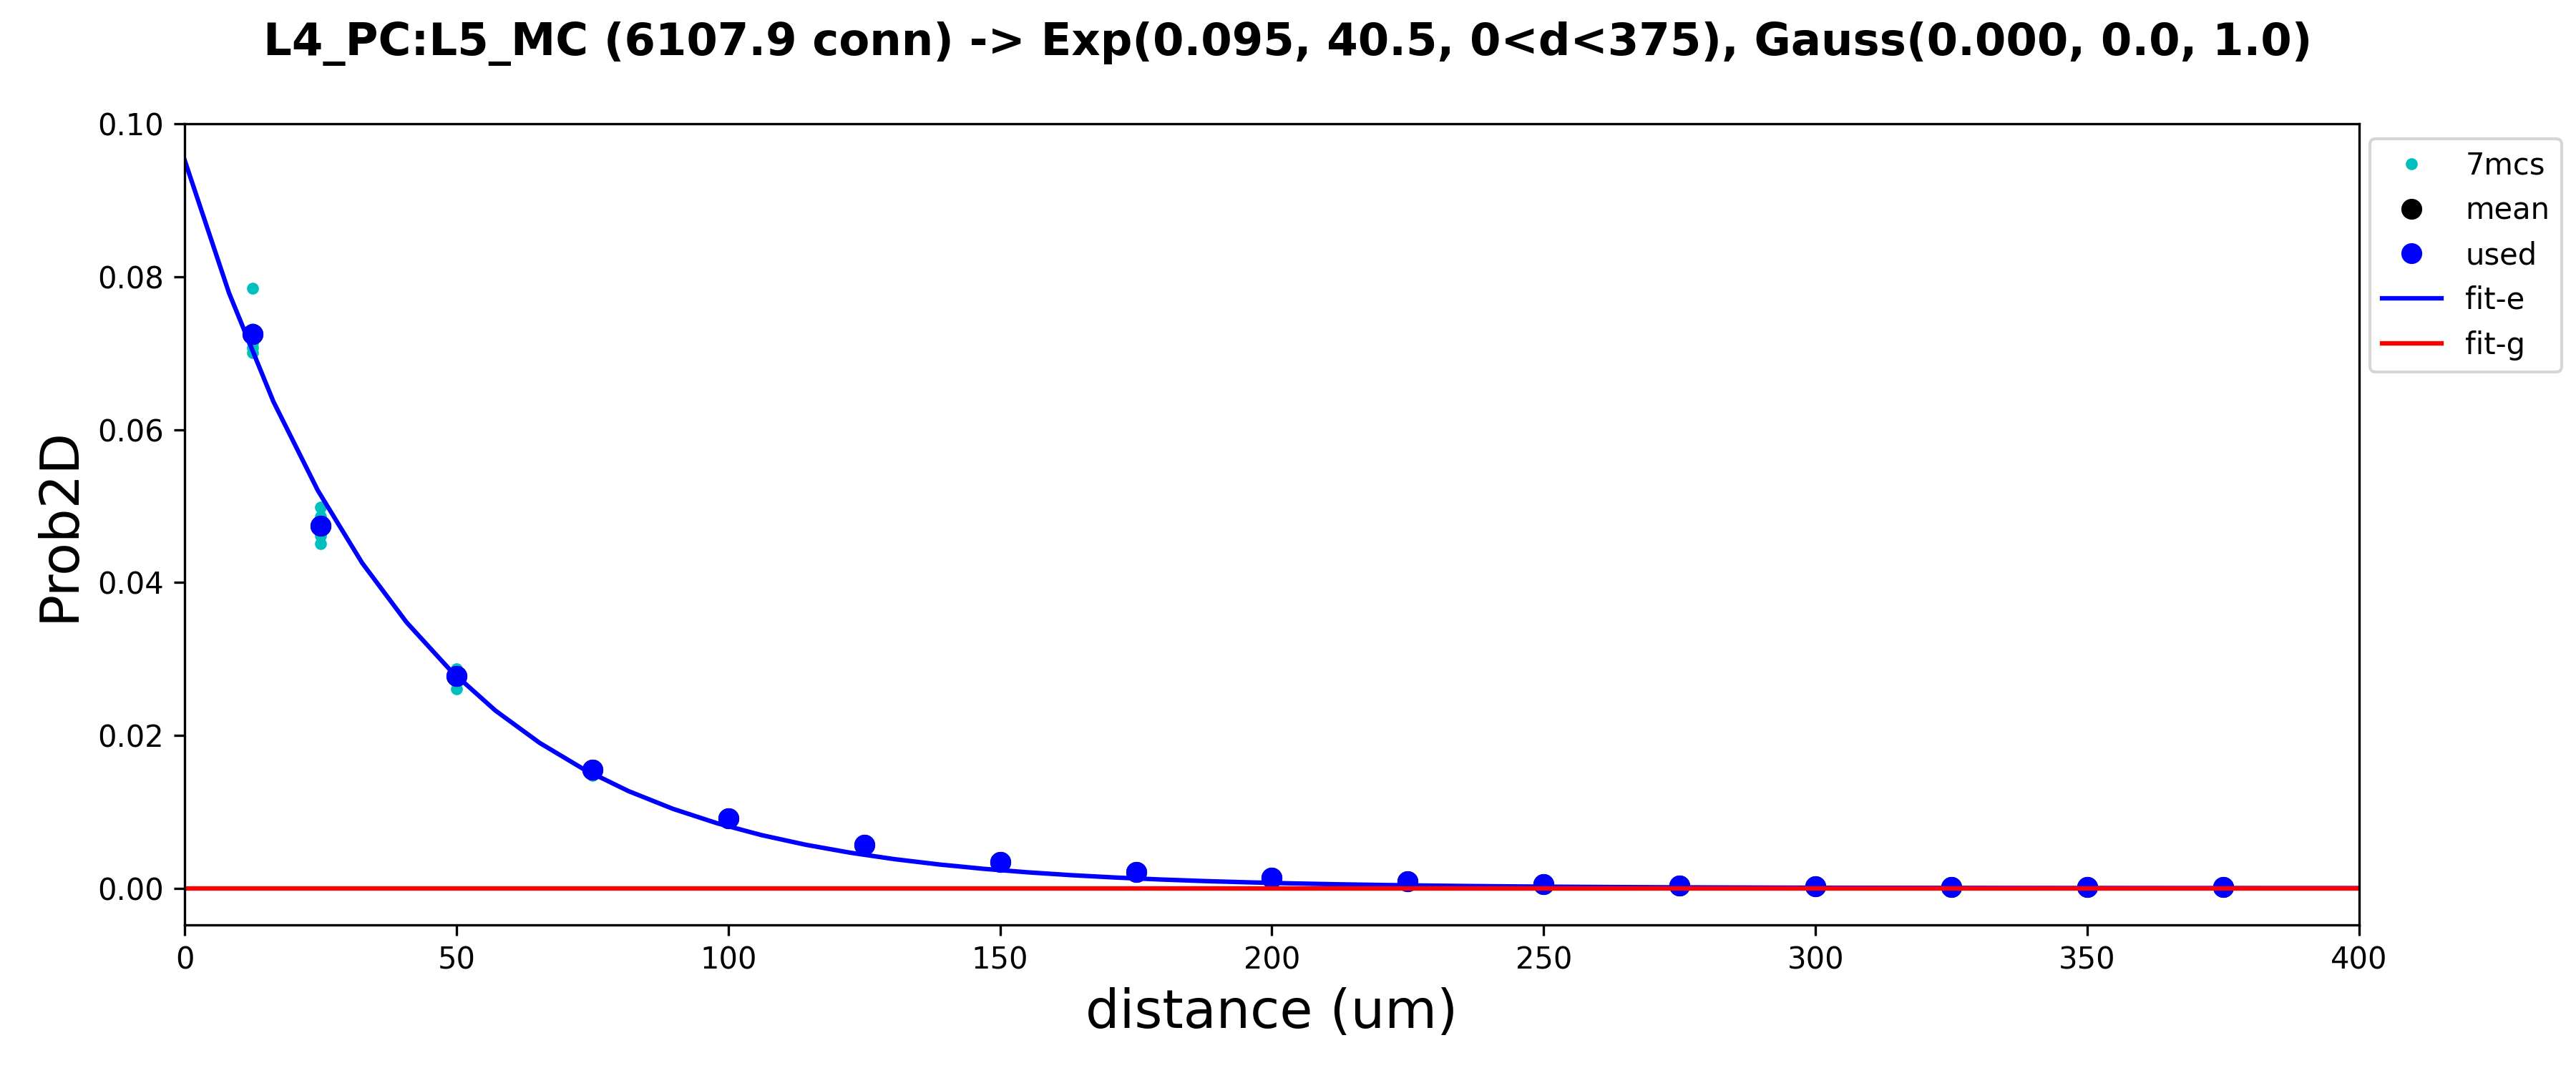 L4_PC:L5_MC (6107.9 conn) -> Exp(0.095, 40.5, 0<d<375), Gauss(0.000, 0.0, 1.0)
0.10
0.08
0.06
0.04
0.02
0.00
Prob2D
0 50 100 150 200 250 300 350 400
distance (um)
7mcs
mean
used
fit-e
fit-g